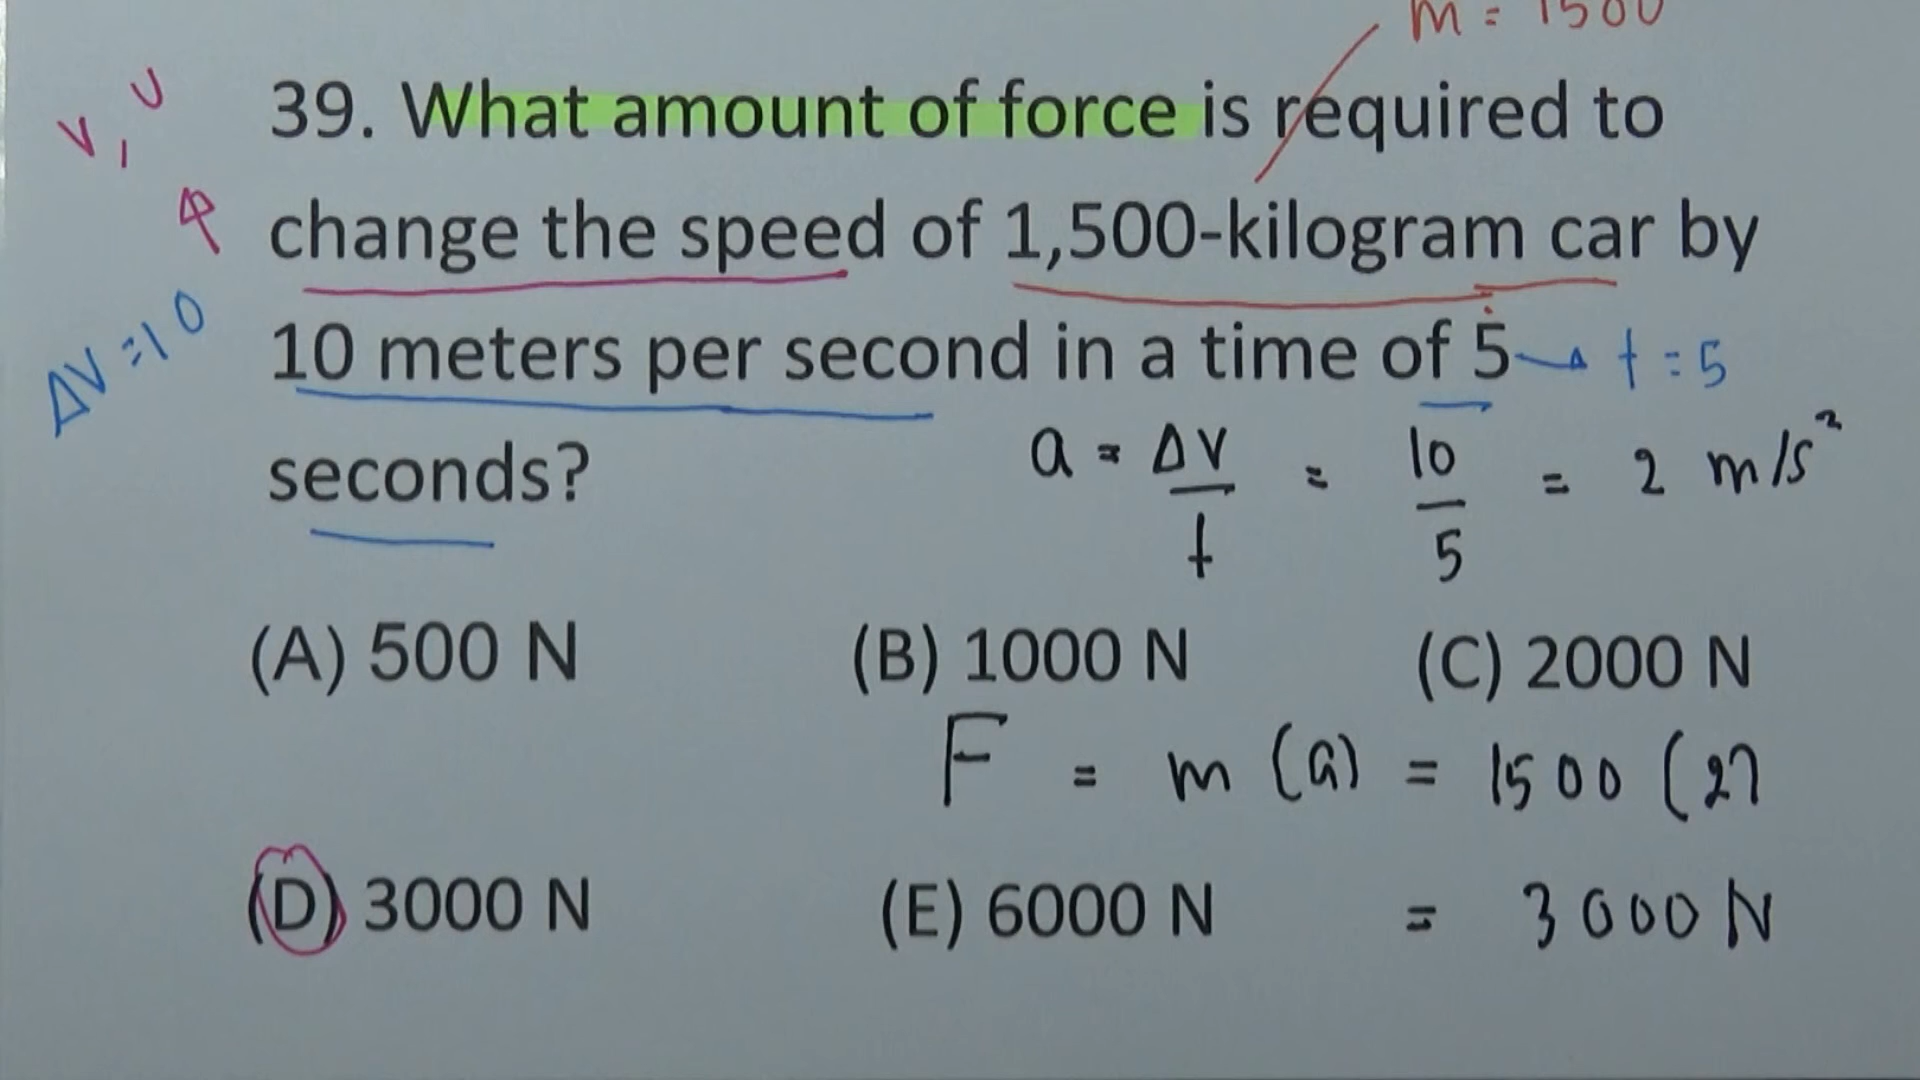 m = 1500
v, u
39. What amount of force is required to
change the speed of 1,500-kilogram car by
Δv = 10
10 meters per second in a time of 5 → t = 5
seconds?
a = Δv/t = 10/5 = 2 m/s²
(A) 500 N (B) 1000 N (C) 2000 N
F = m (a) = 1500 (2)
(D) 3000 N (E) 6000 N = 3000 N